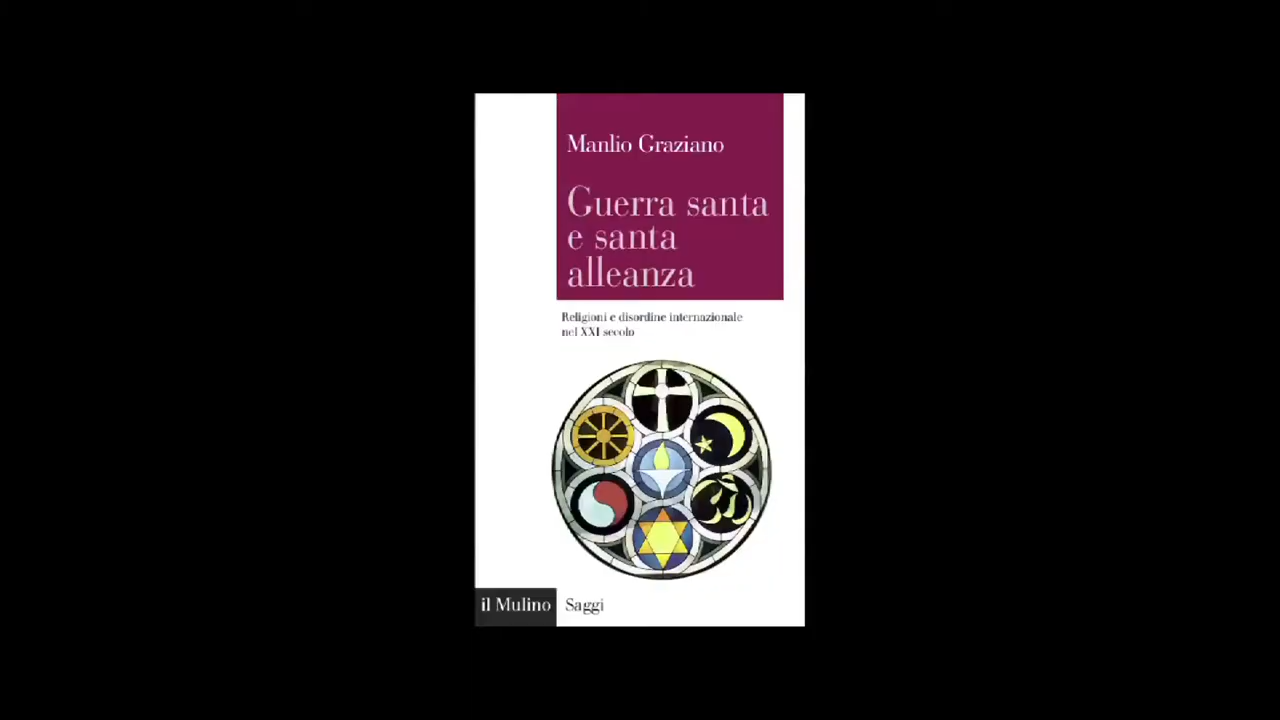 Manlio Graziano
Guerra santa
e santa
alleanza
Religioni e disordine internazionale
nel XXI secolo
il Mulino
Saggi